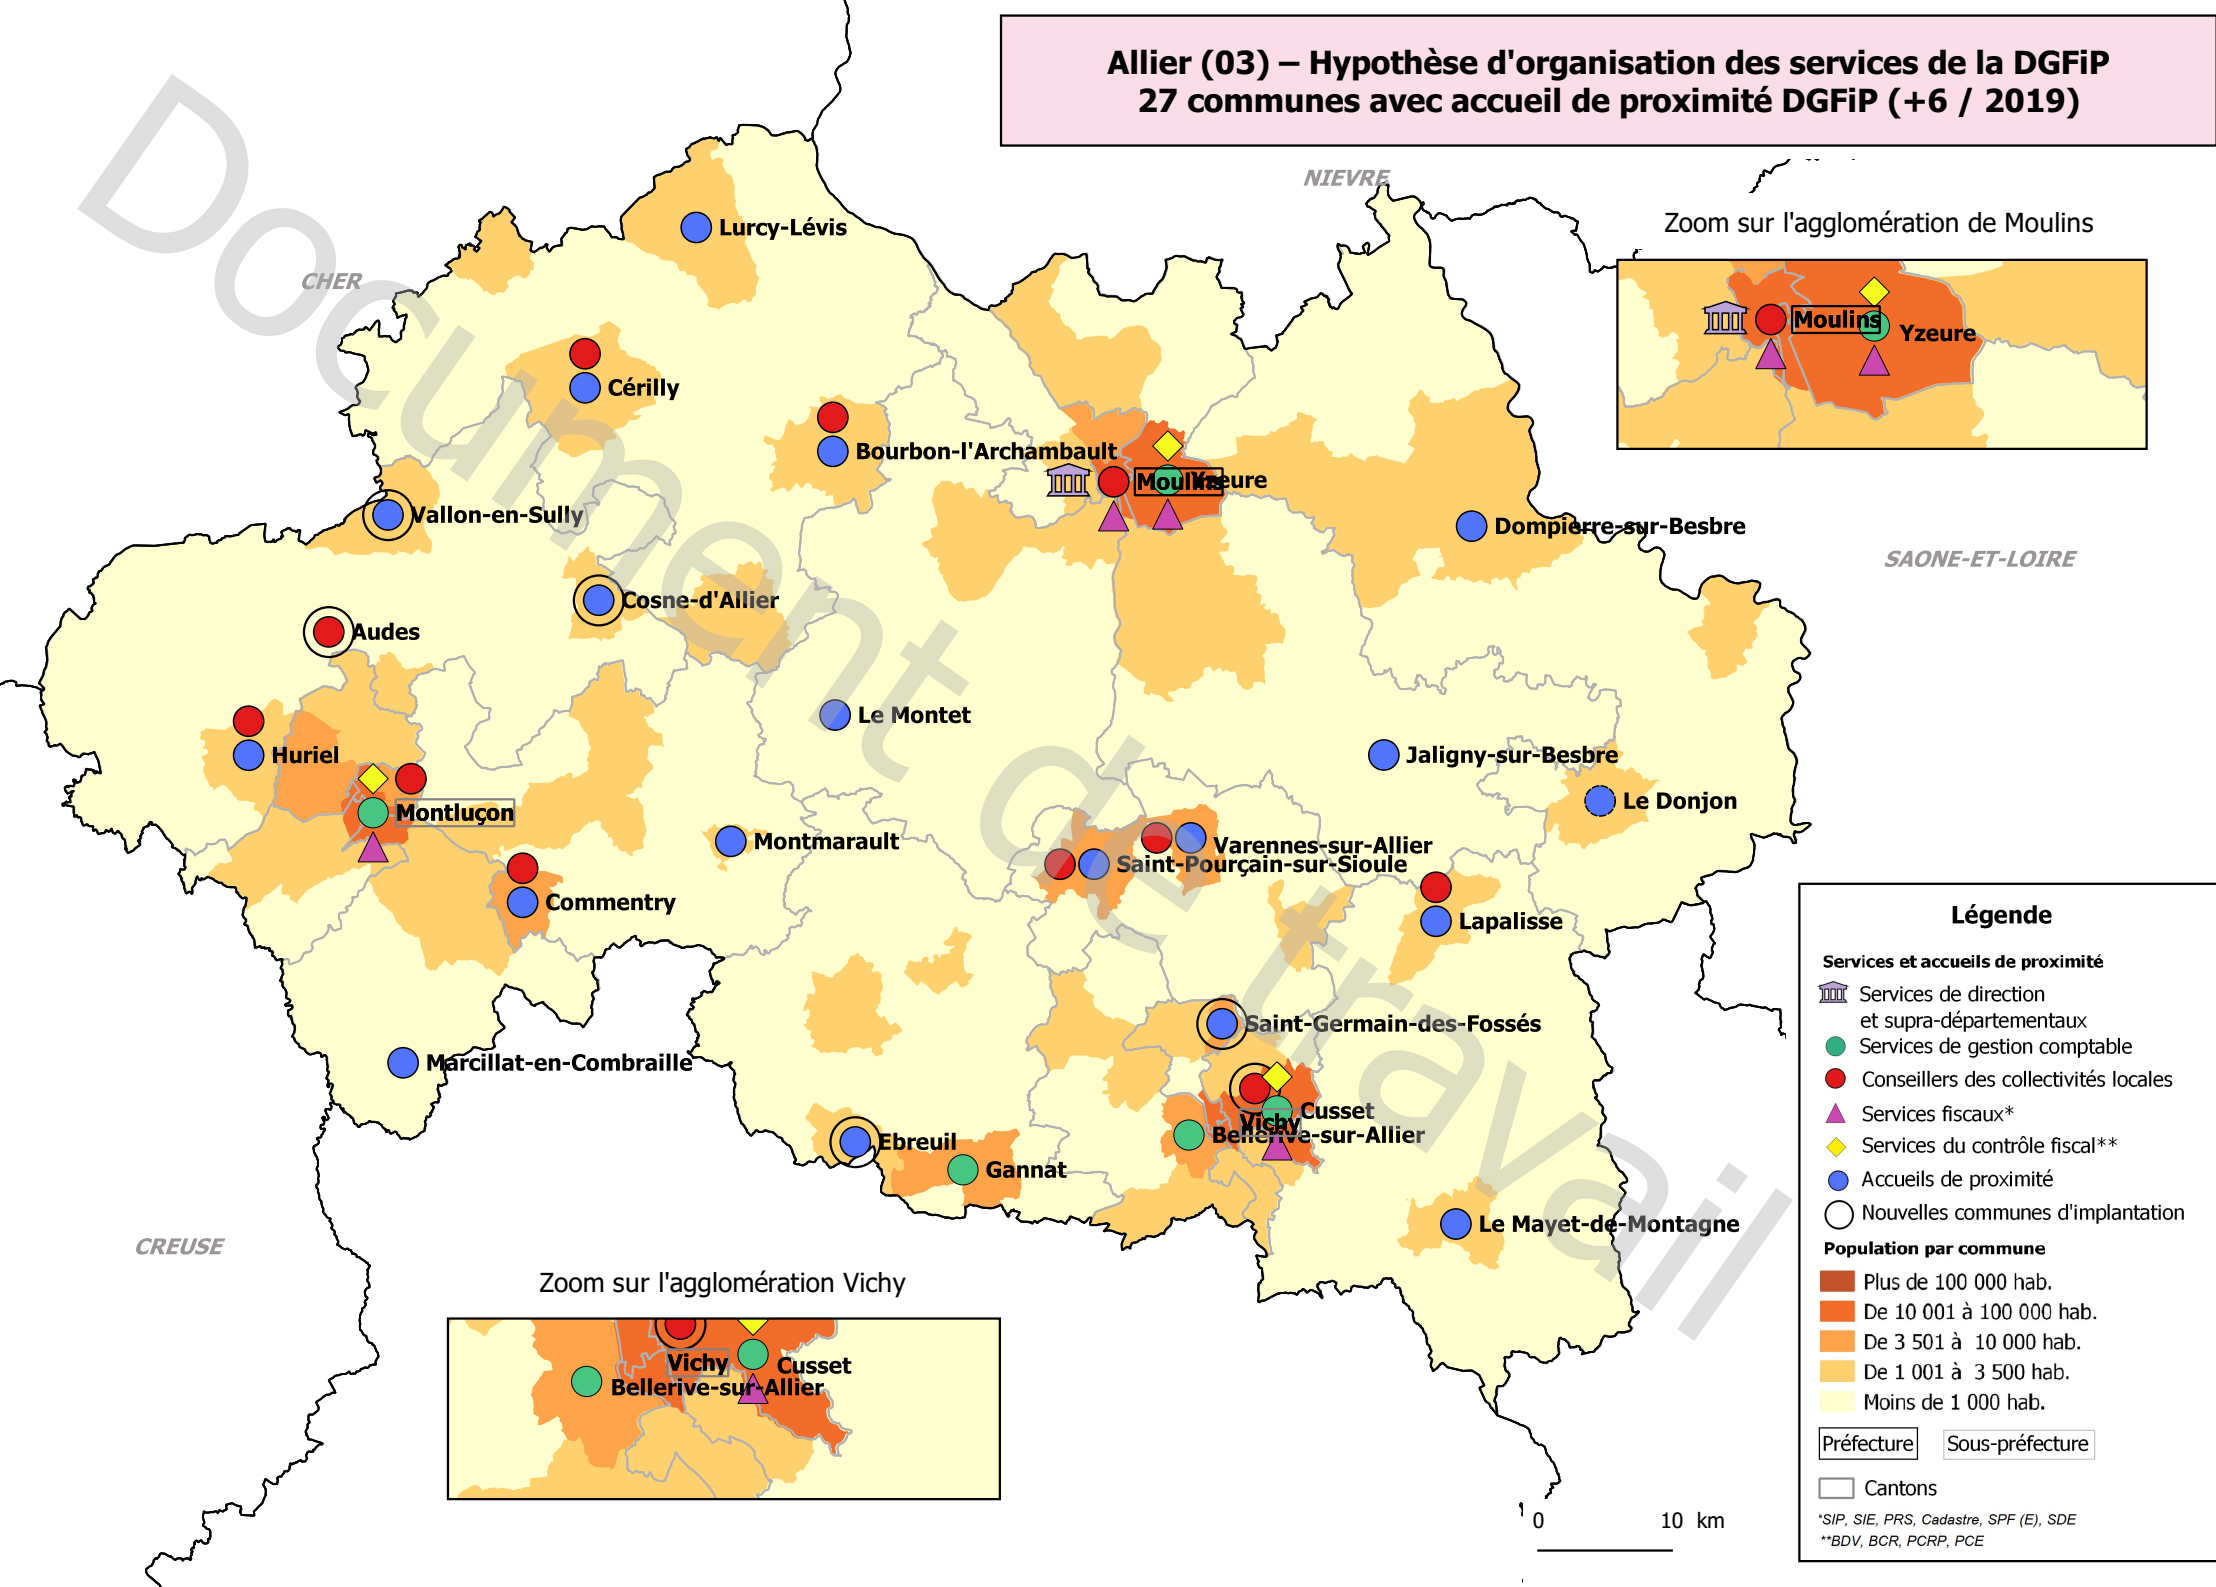 Allier (03) – Hypothèse d'organisation des services de la DGFiP
27 communes avec accueil de proximité DGFiP (+6 / 2019)
NIEVRE
Zoom sur l'agglomération de Moulins
Moulins
Yzeure
CHER
Lurcy-Lévis
Cérilly
Bourbon-l'Archambault
Moulins
Yzeure
Vallon-en-Sully
Dompierre-sur-Besbre
SAONE-ET-LOIRE
Cosne-d'Allier
Audes
Le Montet
Huriel
Jaligny-sur-Besbre
Le Donjon
Montluçon
Montmarault
Varennes-sur-Allier
Saint-Pourçain-sur-Sioule
Commentry
Lapalisse
Saint-Germain-des-Fossés
Marcillat-en-Combraille
Cusset
Vichy
Bellerive-sur-Allier
Ebreuil
Gannat
Le Mayet-de-Montagne
CREUSE
Zoom sur l'agglomération Vichy
Vichy
Cusset
Bellerive-sur-Allier
Document de travail
Légende
Services et accueils de proximité
Services de direction
et supra-départementaux
Services de gestion comptable
Conseillers des collectivités locales
Services fiscaux*
Services du contrôle fiscal**
Accueils de proximité
Nouvelles communes d'implantation
Population par commune
Plus de 100 000 hab.
De 10 001 à 100 000 hab.
De 3 501 à 10 000 hab.
De 1 001 à 3 500 hab.
Moins de 1 000 hab.
Préfecture Sous-préfecture
Cantons
*SIP, SIE, PRS, Cadastre, SPF (E), SDE
**BDV, BCR, PCRP, PCE
0 10 km